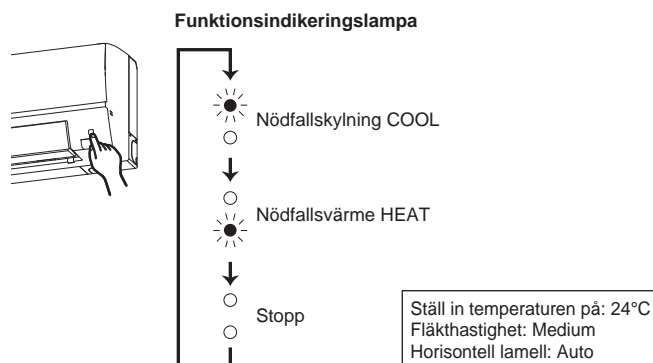 Funktionsindikeringslampa
Nödfallskylning COOL
Nödfallsvärme HEAT
Stopp
Ställ in temperaturen på: 24°C
Fläkthastighet: Medium
Horisontell lamell: Auto